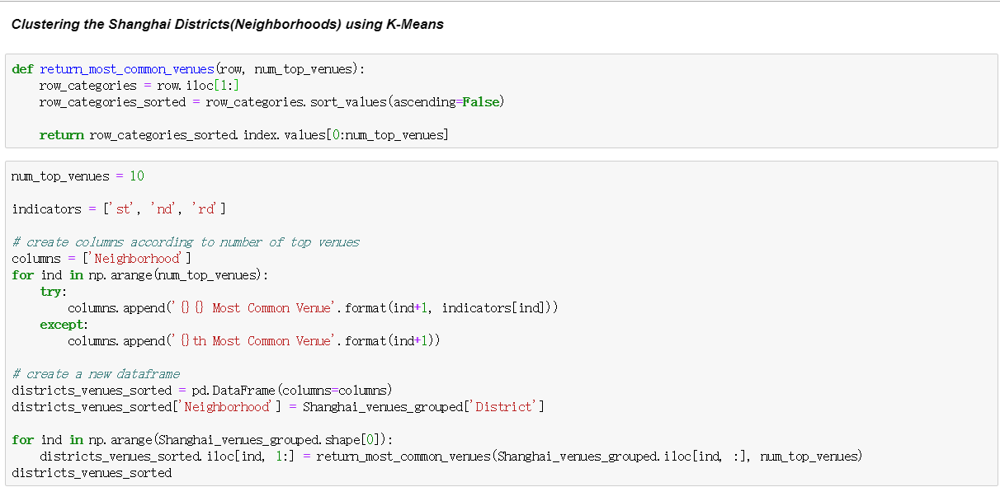 Clustering the Shanghai Districts(Neighborhoods) using K-Means
def return_most_common_venues(row, num_top_venues):
    row_categories = row.iloc[1:]
    row_categories_sorted = row_categories.sort_values(ascending=False)
    return row_categories_sorted.index.values[0:num_top_venues]
num_top_venues = 10
indicators = ['st', 'nd', 'rd']
# create columns according to number of top venues
columns = ['Neighborhood']
for ind in np.arange(num_top_venues):
    try:
        columns.append('{}{} Most Common Venue'.format(ind+1, indicators[ind]))
    except:
        columns.append('{}th Most Common Venue'.format(ind+1))
# create a new dataframe
districts_venues_sorted = pd.DataFrame(columns=columns)
districts_venues_sorted['Neighborhood'] = Shanghai_venues_grouped['District']
for ind in np.arange(Shanghai_venues_grouped.shape[0]):
    districts_venues_sorted.iloc[ind, 1:] = return_most_common_venues(Shanghai_venues_grouped.iloc[ind, :], num_top_venues)
districts_venues_sorted